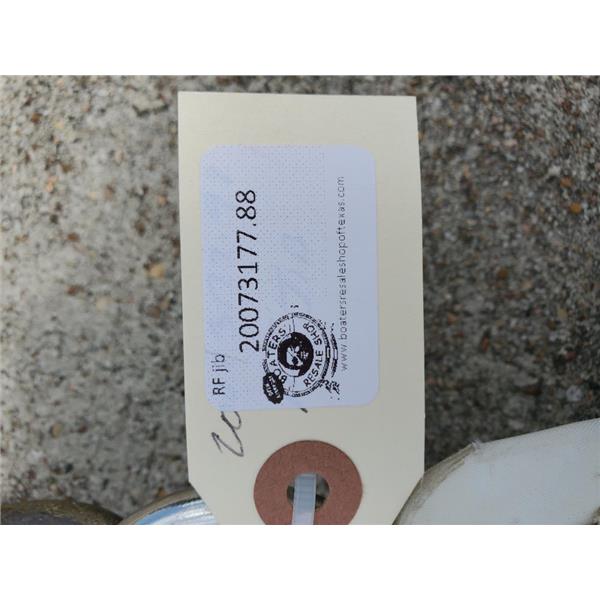 RF jib
20073177.88
BOATERS RESALE SHOP
www.boatersresaleshopoftexas.com